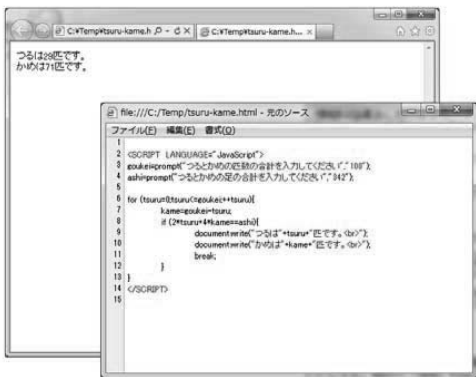 C:¥Temp¥tsuru-kame.h
C:¥Temp¥tsuru-kame.h...
つるは29匹です。
かめは71匹です。
file:///C:/Temp/tsuru-kame.html - 元のソース
ファイル(F) 編集(E) 書式(O)
1
2 <SCRIPT LANGUAGE="JavaScript">
3 goukei=prompt("つるとかめの匹数の合計を入力してください","100");
4 ashi=prompt("つるとかめの足の合計を入力してください","342");
5
6 for (tsuru=0;tsuru<=goukei;++tsuru){
7 kame=goukei-tsuru;
8 if (2*tsuru+4*kame==ashi){
9 document.write("つるは"+tsuru+"匹です。<br>");
10 document.write("かめは"+kame+"匹です。<br>");
11 break;
12 }
13 }
14 </SCRIPT>
15